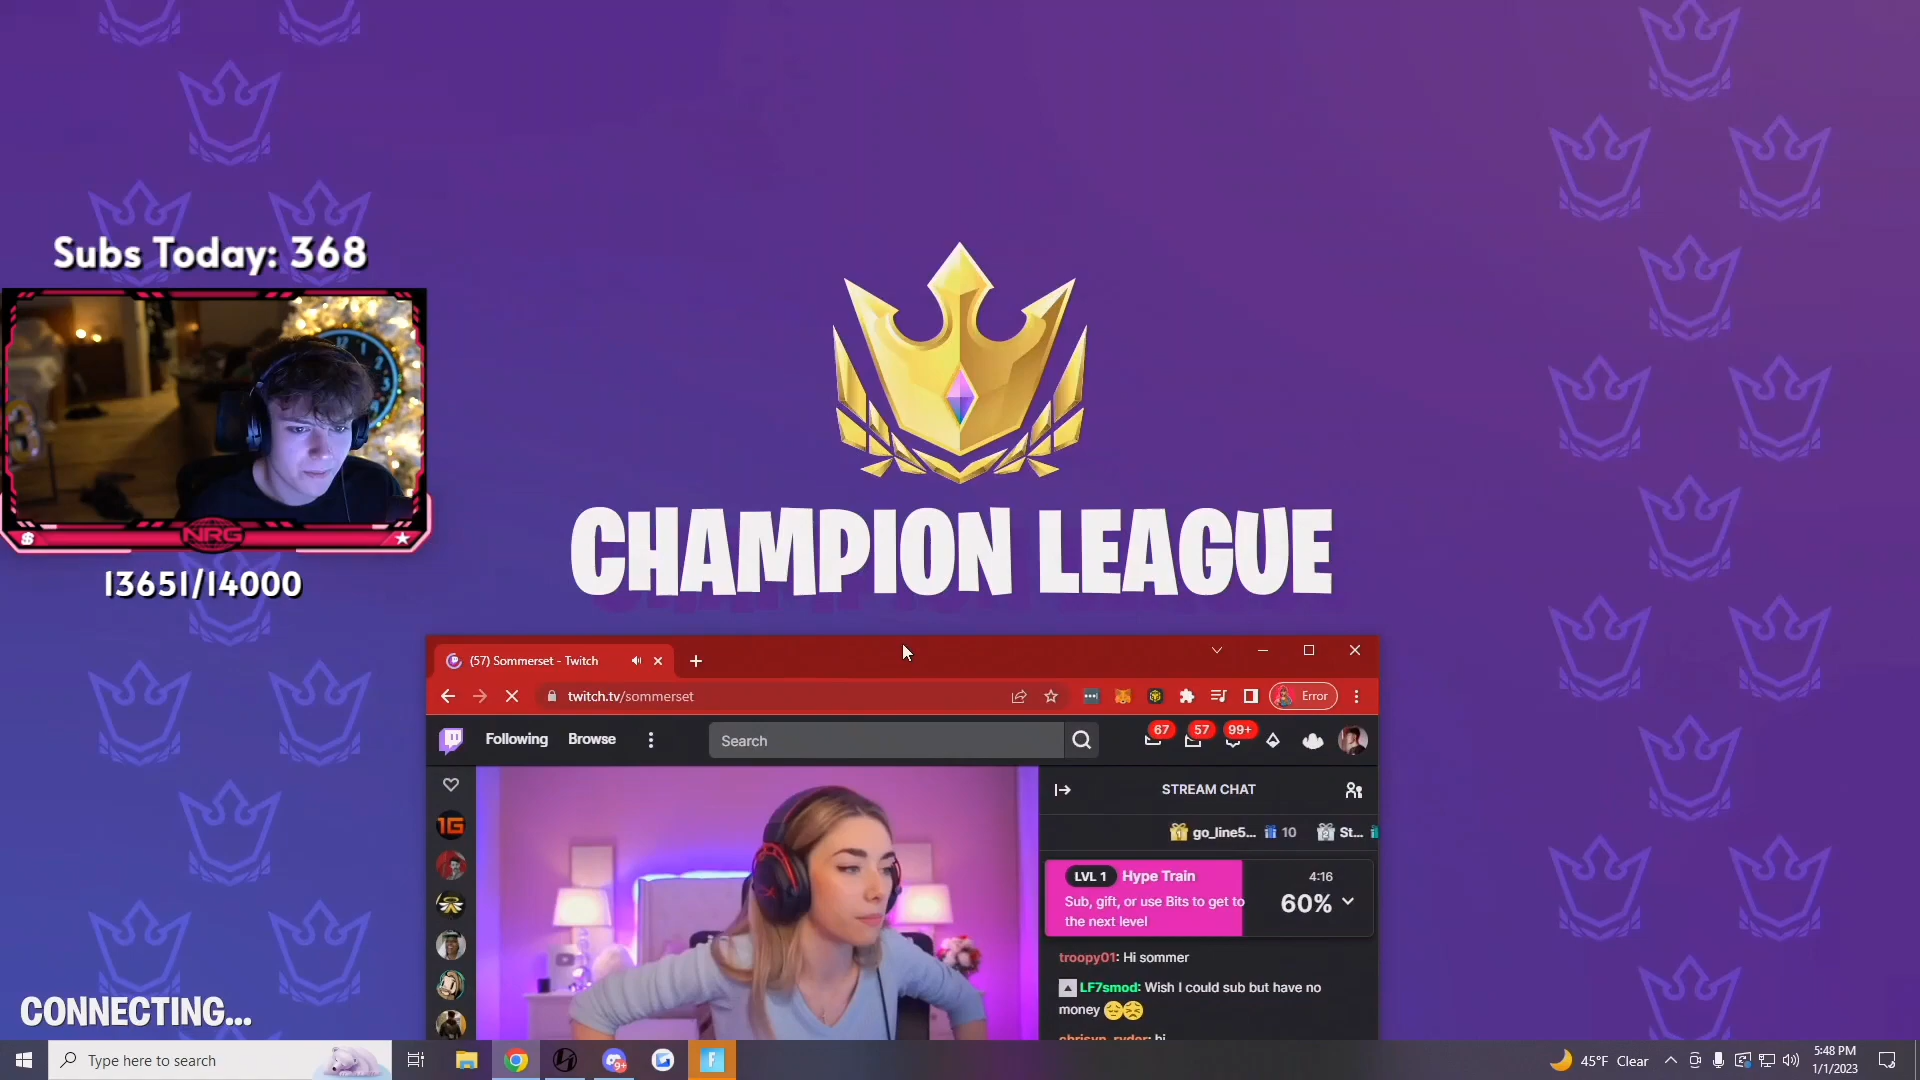 Subs Today: 368
NRG
13651/14000
CHAMPION LEAGUE
(57) Sommerset - Twitch
twitch.tv/sommerset
Error
Following
Browse
Search
67
57
99+
STREAM CHAT
1G
go_line5...
10
St...
LVL 1
Hype Train
4:16
Sub, gift, or use Bits to get to
the next level
60%
troopy01: Hi sommer
LF7smod: Wish I could sub but have no
money
CONNECTING...
Type here to search
9+
45°F Clear
5:48 PM
1/1/2023